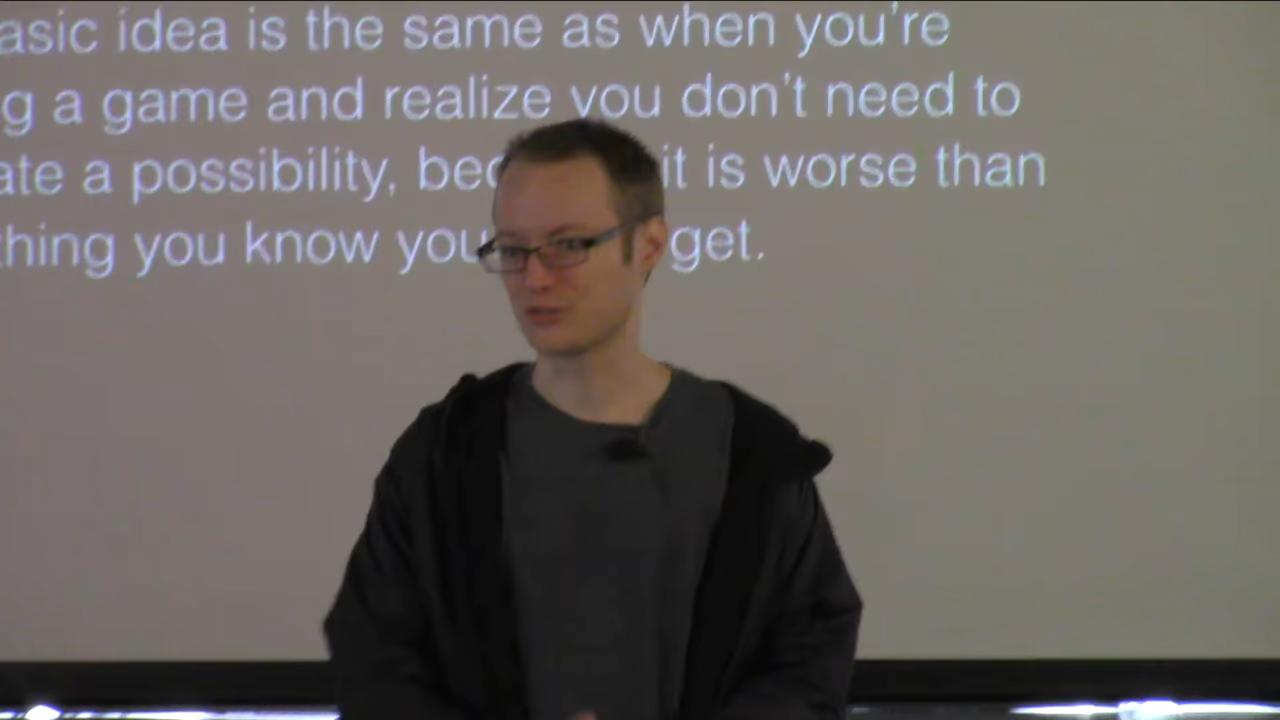 asic idea is the same as when you're
g a game and realize you don't need to
ate a possibility, bec it is worse than
thing you know you get.